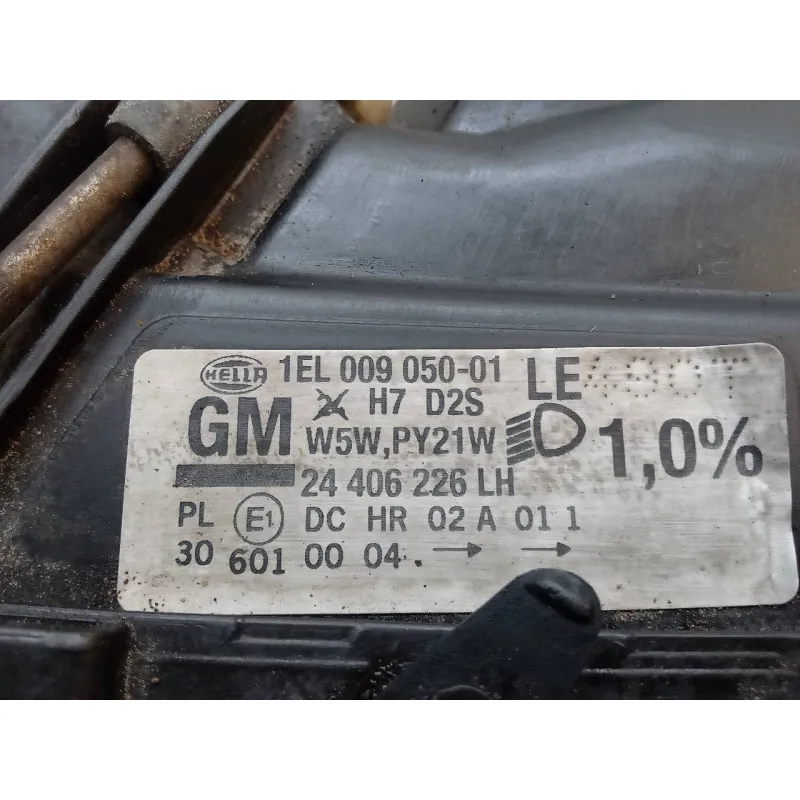 HELLA 1EL 009 050-01 LE
GM H7 D2S
W5W,PY21W 1,0%
24 406 226 LH
PL E1 DC HR 02 A 01 1
30 601 00 04. → →